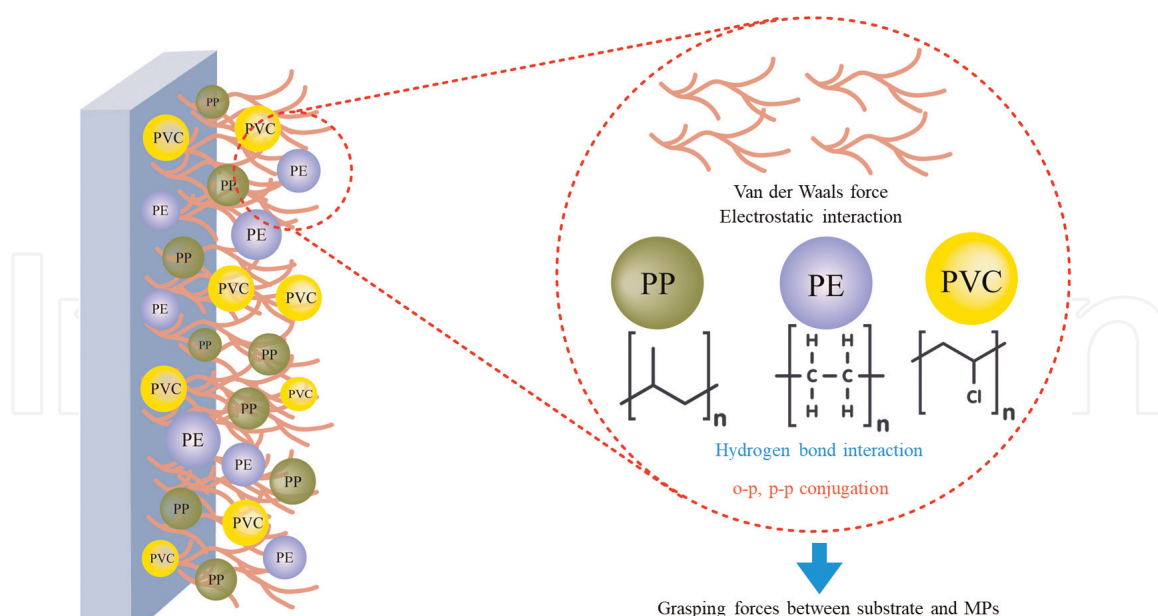 PP
PVC
PVC
PE
PP
PE
PE
PP
PVC
PVC
PE
PP
PP
PVC
PVC
PP
PE
PE
PP
PP
PVC
PVC
PE
PP
Van der Waals force
Electrostatic interaction
PP
PE
PVC
n
H H
C C
H H
n
Cl
n
Hydrogen bond interaction
o-p, p-p conjugation
Grasping forces between substrate and MPs